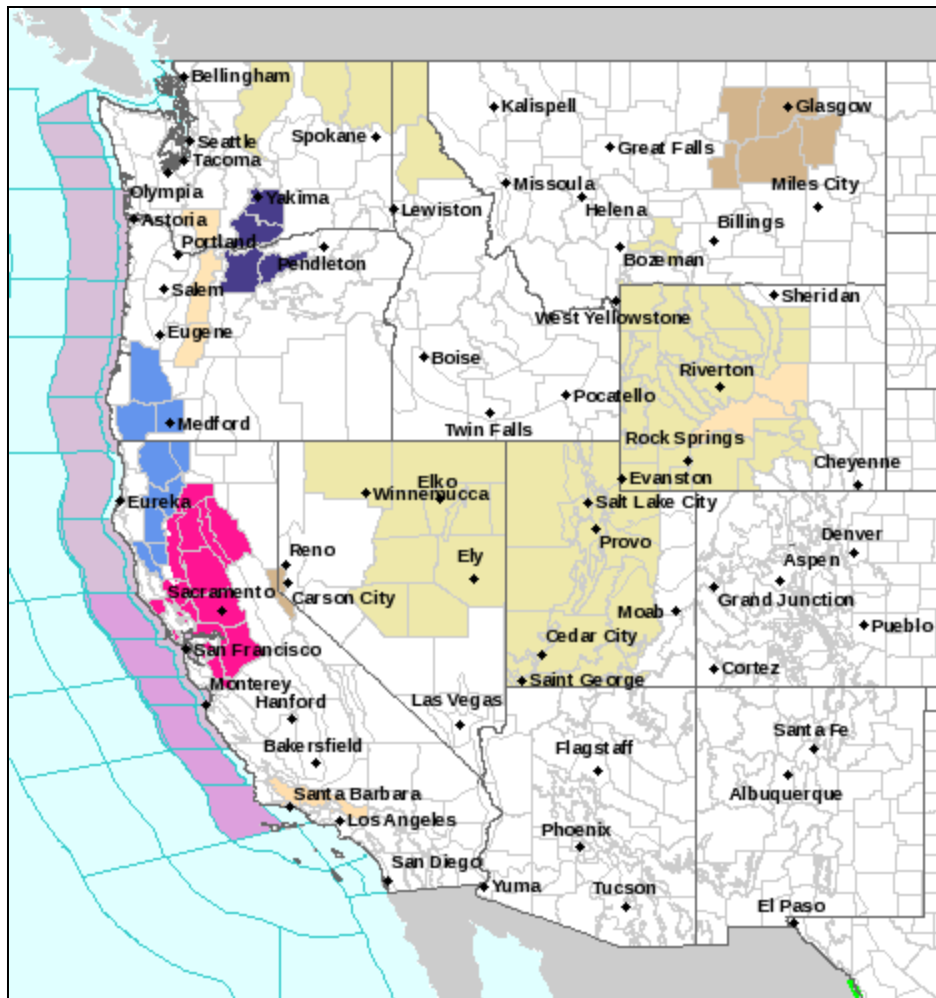 Bellingham
Kalispell
Glasgow
Spokane
Seattle
Great Falls
Tacoma
Missoula
Miles City
Olympia
Yakima
Helena
Lewiston
Astoria
Billings
Portland
Bozeman
Pendleton
Salem
Sheridan
West Yellowstone
Eugene
Boise
Riverton
Pocatello
Medford
Twin Falls
Rock Springs
Cheyenne
Elko
Evanston
Winnemucca
Eureka
Salt Lake City
Denver
Provo
Reno
Ely
Aspen
Sacramento
Carson City
Grand Junction
Moab
Pueblo
Cedar City
San Francisco
Cortez
Saint George
Monterey
Las Vegas
Hanford
Santa Fe
Bakersfield
Flagstaff
Santa Barbara
Albuquerque
Los Angeles
Phoenix
San Diego
Yuma
Tucson
El Paso